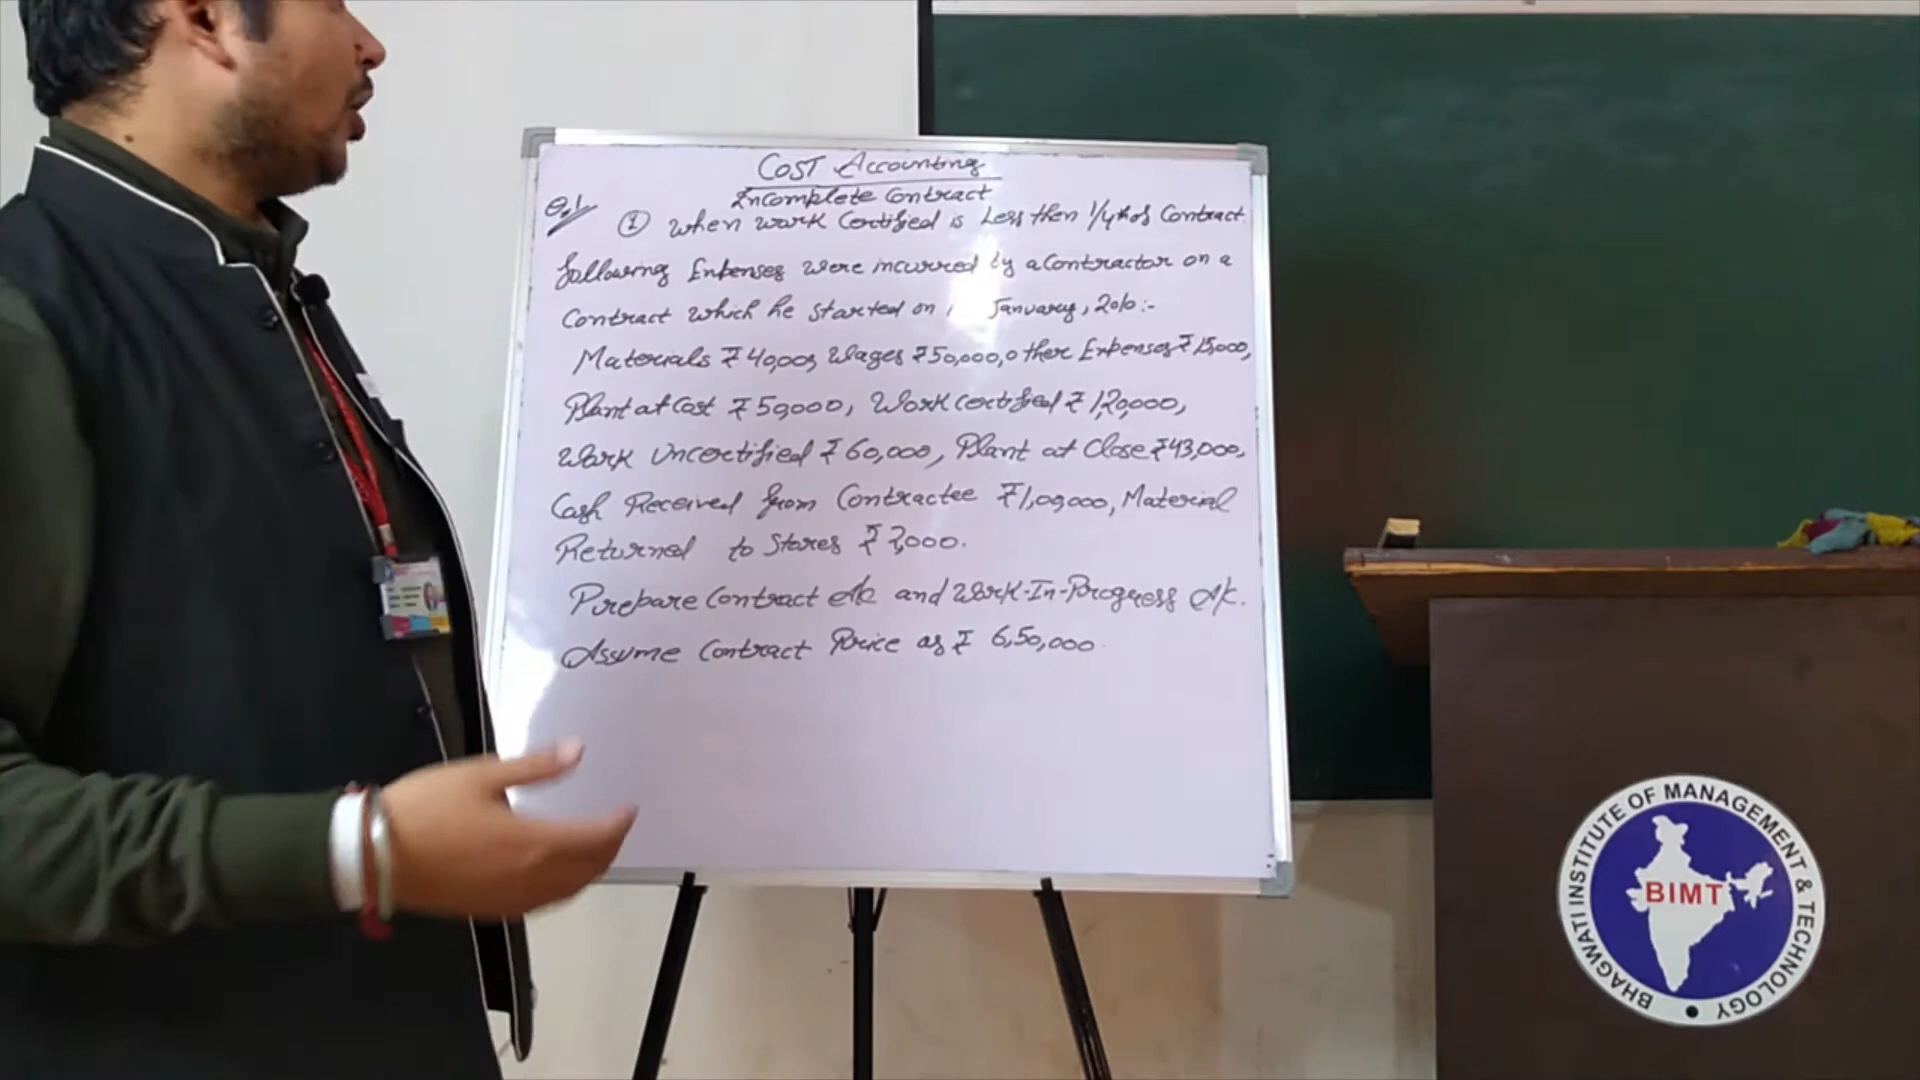 COST Accounting
Incomplete Contract
Q.1
① When Work Certified is Less then 1/4th of Contract
Following Expenses were incurred by a Contractor on a
Contract which he Started on 1 January, 2010:-
Materials ₹ 40,000, Wages ₹ 50,000, other Expenses ₹ 15,000,
Plant at Cost ₹ 50,000, Work certified ₹ 1,20,000,
Work Uncertified ₹ 60,000, Plant at Close ₹ 43,000,
Cash Received from Contractee ₹ 1,00,000, Material
Returned to Stores ₹ 000.
Prepare Contract A/c and Work-In-Progress A/c.
Assume Contract Price as ₹ 6,50,000.
BHAGWATI INSTITUTE OF MANAGEMENT & TECHNOLOGY
BIMT